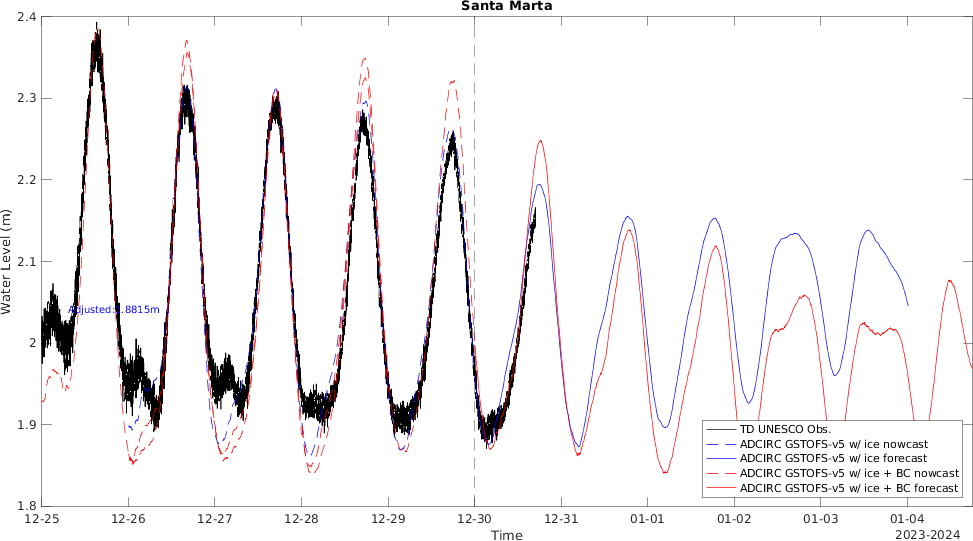 Santa Marta
2.4
2.3
2.2
2.1
2
1.9
1.8
Water Level (m)
TD UNESCO Obs.
ADCIRC GSTOFS-v5 w/ ice nowcast
ADCIRC GSTOFS-v5 w/ ice forecast
ADCIRC GSTOFS-v5 w/ ice + BC nowcast
ADCIRC GSTOFS-v5 w/ ice + BC forecast
12-25 12-26 12-27 12-28 12-29 12-30 12-31 01-01 01-02 01-03 01-04
Time
2023-2024